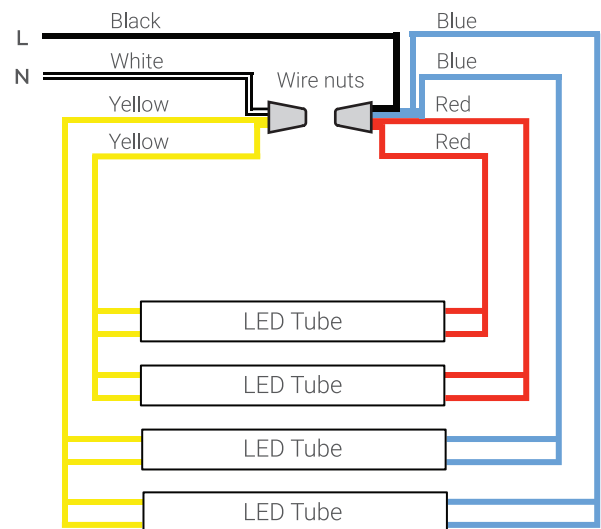 Black
Blue
L
White
Blue
N
Wire nuts
Yellow
Red
Yellow
Red
LED Tube
LED Tube
LED Tube
LED Tube